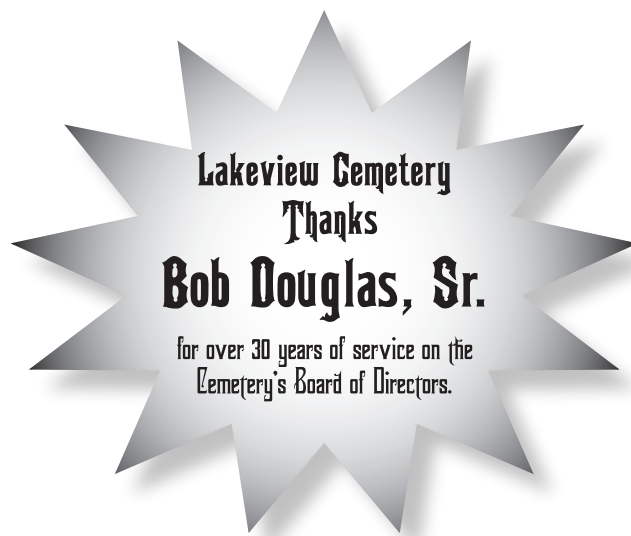 Lakeview Cemetery
Thanks
Bob Douglas, Sr.
for over 30 years of service on the
Cemetery's Board of Directors.